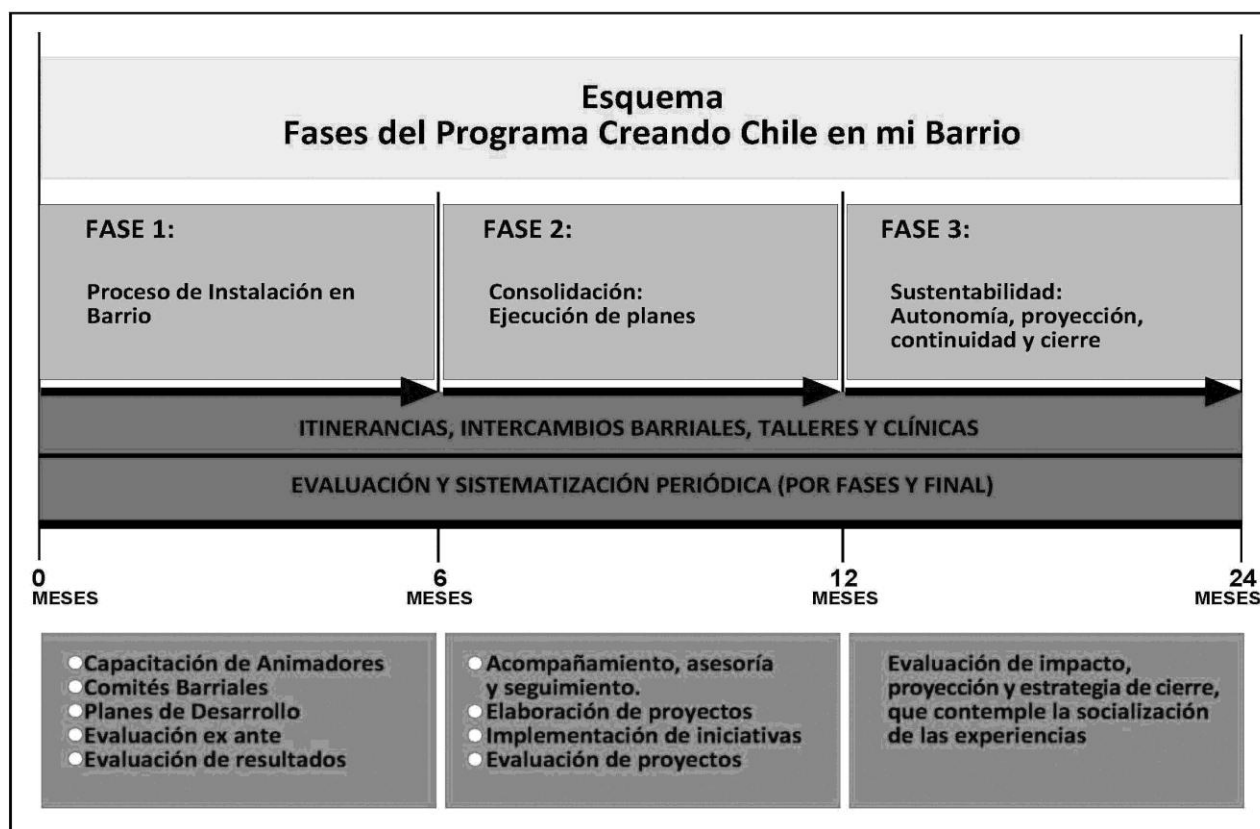 Esquema
Fases del Programa Creando Chile en mi Barrio
FASE 1:
Proceso de Instalación en
Barrio
FASE 2:
Consolidación:
Ejecución de planes
FASE 3:
Sustentabilidad:
Autonomía, proyección,
continuidad y cierre
ITINERANCIAS, INTERCAMBIOS BARRIALES, TALLERES Y CLÍNICAS
EVALUACIÓN Y SISTEMATIZACIÓN PERIÓDICA (POR FASES Y FINAL)
0
MESES
6
MESES
12
MESES
24
MESES
Capacitación de Animadores
Comités Barriales
Planes de Desarrollo
Evaluación ex ante
Evaluación de resultados
Acompañamiento, asesoría
y seguimiento.
Elaboración de proyectos
Implementación de iniciativas
Evaluación de proyectos
Evaluación de impacto,
proyección y estrategia de cierre,
que contemple la socialización
de las experiencias